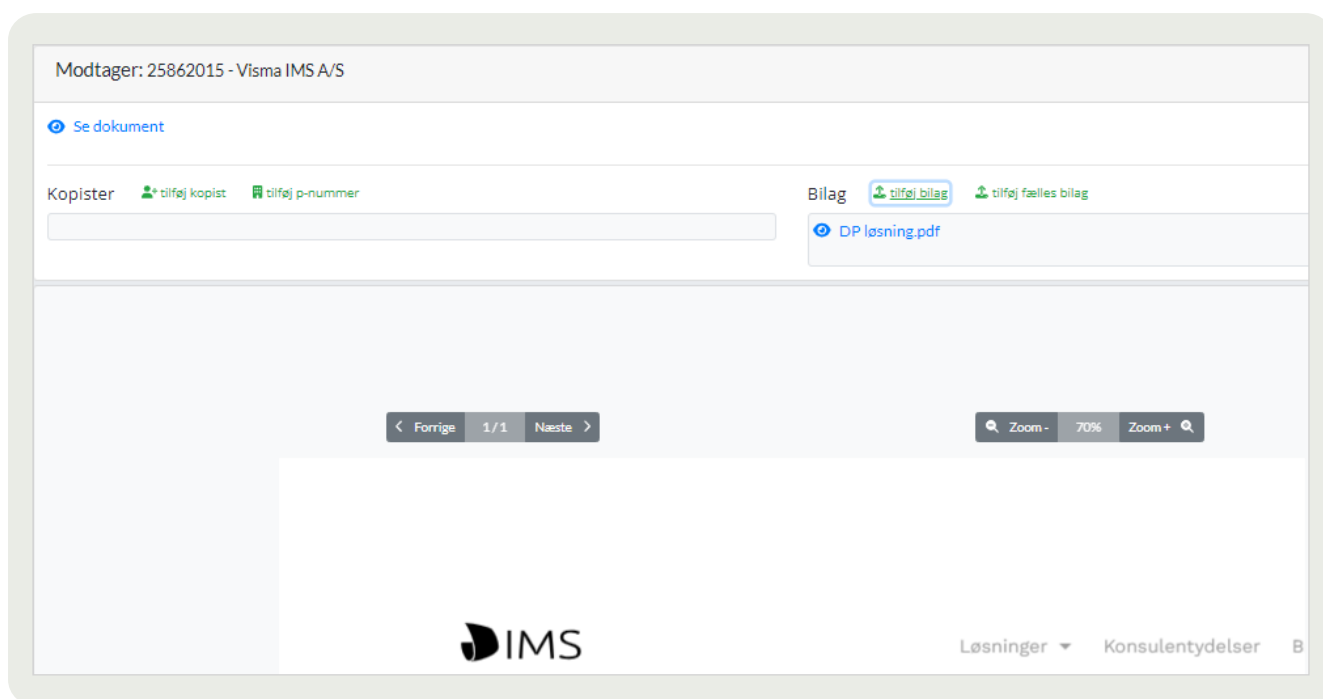 Modtager: 25862015 - Visma IMS A/S
Se dokument
Kopister tilføj kopist tilføj p-nummer
Bilag tilføj bilag tilføj fælles bilag
DP løsning.pdf
Forrige 1/1 Næste
Zoom - 70% Zoom +
IMS
Løsninger Konsulentydelser B